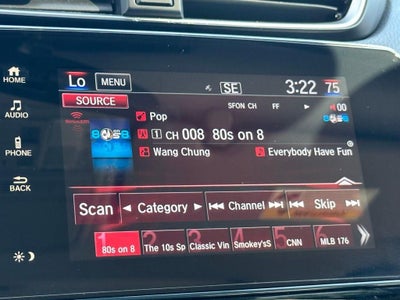 HOME
AUDIO
PHONE
BACK
Lo MENU SE 3:22 75
SOURCE SFON CH FF 00
Pop
1 CH 008 80s on 8
Wang Chung Everybody Have Fun
Scan Category Channel Skip
1 2 3 4 5 6
80s on 8 The 10s Sp Classic Vin Smokey'sS CNN MLB 176